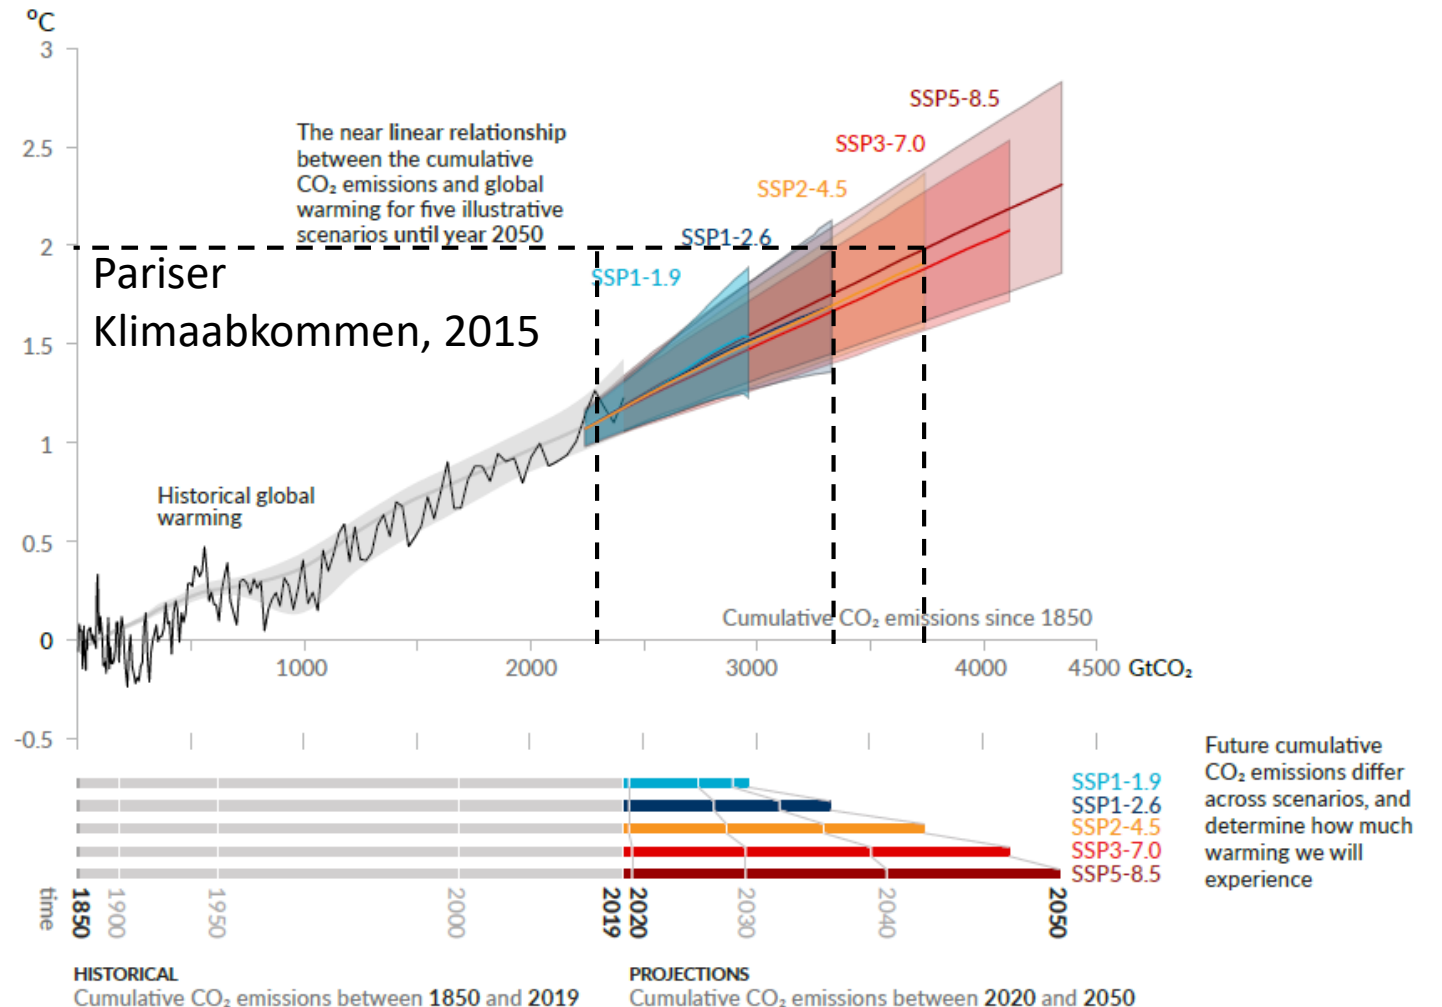 °C
3
2.5
2
1.5
1
0.5
0
-0.5
The near linear relationship
between the cumulative
CO₂ emissions and global
warming for five illustrative
scenarios until year 2050
SSP5-8.5
SSP3-7.0
SSP2-4.5
SSP1-2.6
SSP1-1.9
Pariser
Klimaabkommen, 2015
Historical global
warming
Cumulative CO₂ emissions since 1850
1000
2000
3000
4000
4500
GtCO₂
Future cumulative
CO₂ emissions differ
across scenarios, and
determine how much
warming we will
experience
SSP1-1.9
SSP1-2.6
SSP2-4.5
SSP3-7.0
SSP5-8.5
time
1850
1900
1950
2000
2019
2020
2030
2040
2050
HISTORICAL
Cumulative CO₂ emissions between 1850 and 2019
PROJECTIONS
Cumulative CO₂ emissions between 2020 and 2050